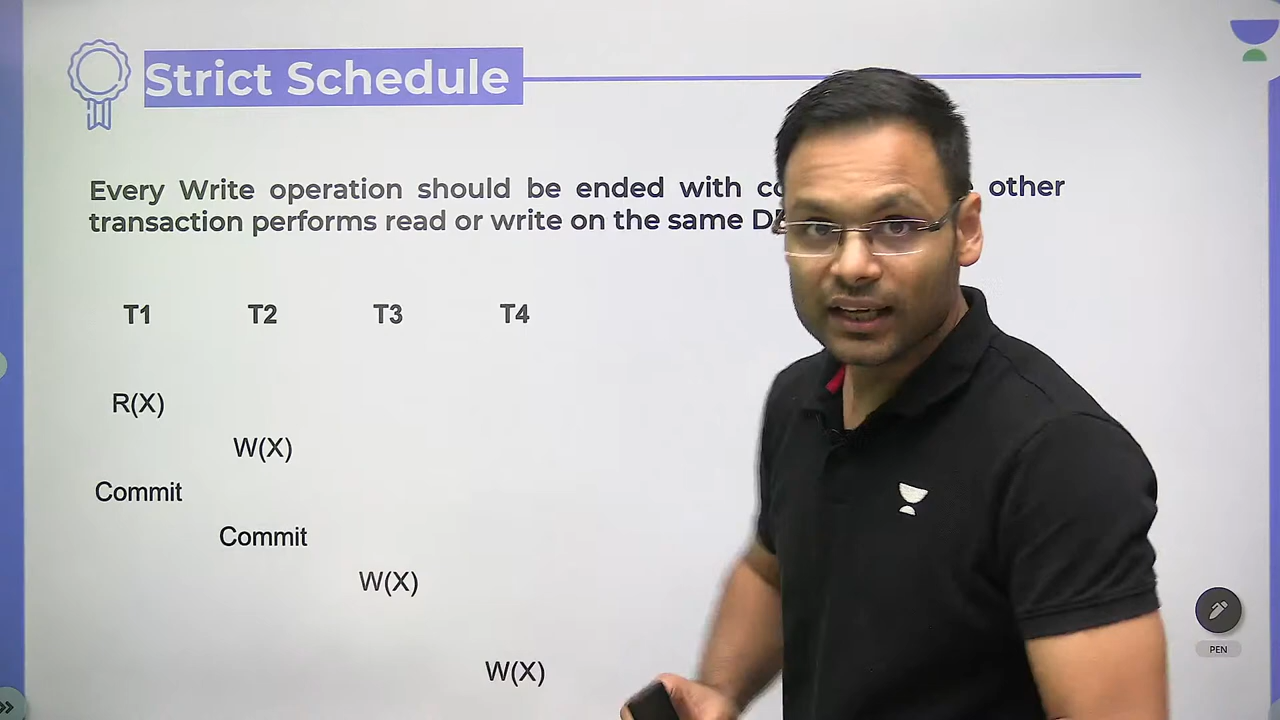 Strict Schedule
Every Write operation should be ended with other
transaction performs read or write on the same
T1 T2 T3 T4
R(X)
W(X)
Commit
Commit
W(X)
W(X)
PEN